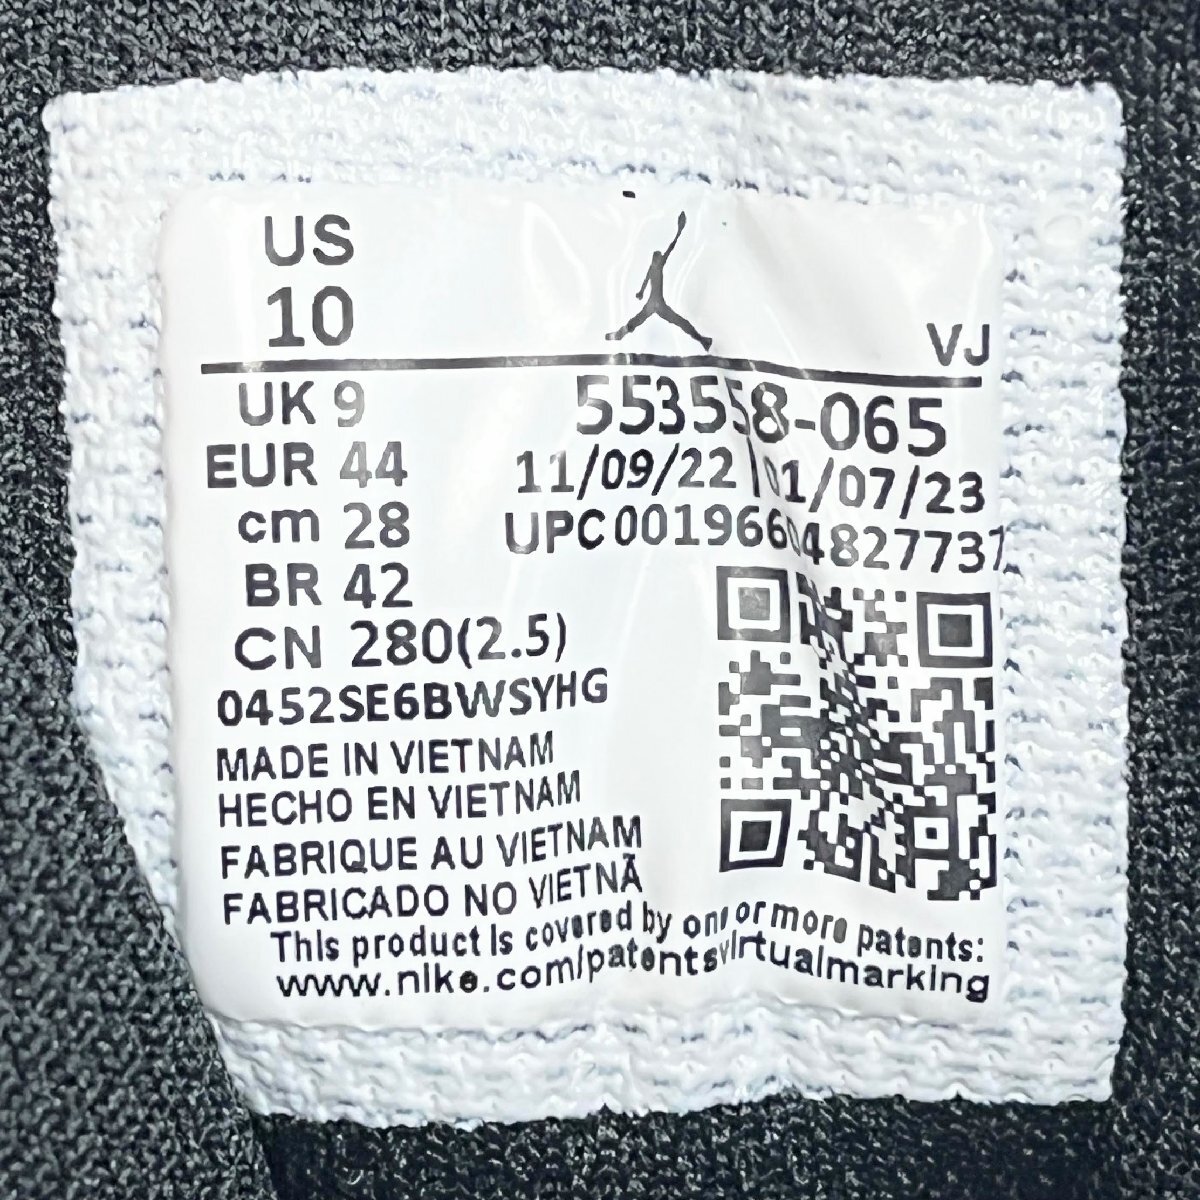 US
10
VJ
UK 9
553558-065
EUR 44
11/09/22 01/07/23
cm 28
UPC00196604827737
BR 42
CN 280(2.5)
0452SE6BWSYHG
MADE IN VIETNAM
HECHO EN VIETNAM
FABRIQUE AU VIETNAM
FABRICADO NO VIETNÃ
This product is covered by one or more patents:
www.nike.com/patentsvirtualmarking